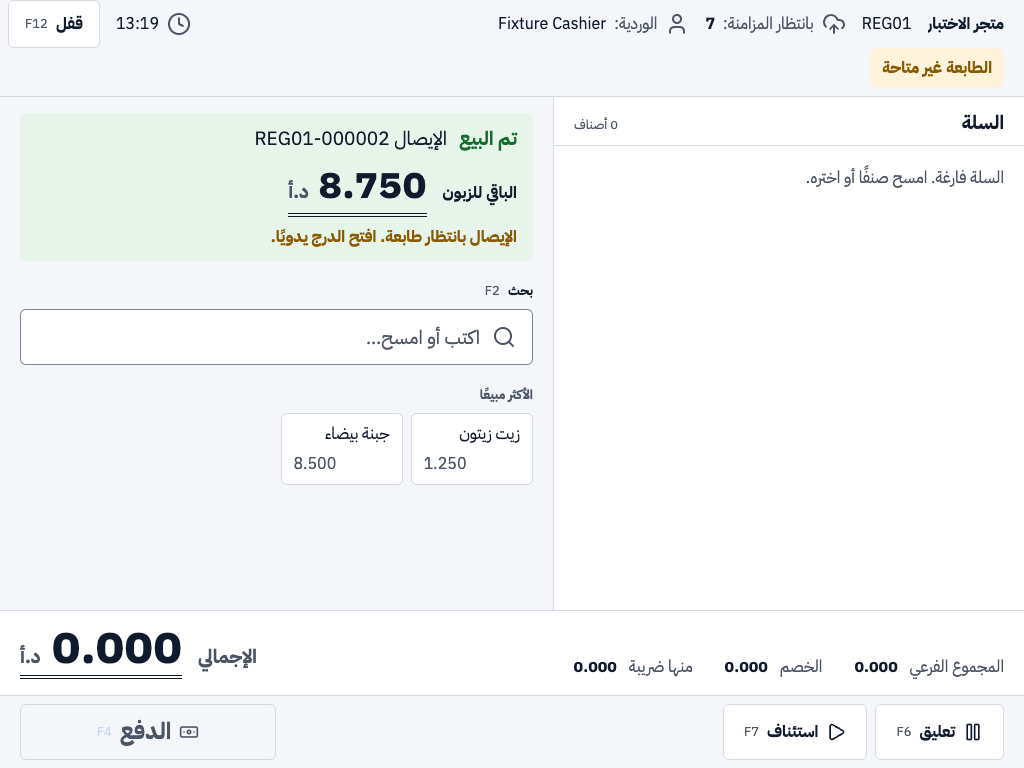 متجر الاختبار REG01 بانتظار المزامنة: 7 الوردية: Fixture Cashier 13:19 قفل F12
الطابعة غير متاحة
السلة 0 أصناف
السلة فارغة. امسح صنفًا أو اختره.
تم البيع الإيصال REG01-000002
الباقي للزبون 8.750 د.أ
الإيصال بانتظار طابعة. افتح الدرج يدويًا.
بحث F2
اكتب أو امسح...
الأكثر مبيعًا
زيت زيتون
1.250
جبنة بيضاء
8.500
المجموع الفرعي 0.000 الخصم 0.000 منها ضريبة 0.000 الإجمالي 0.000 د.أ
تعليق F6 استئناف F7 الدفع F4